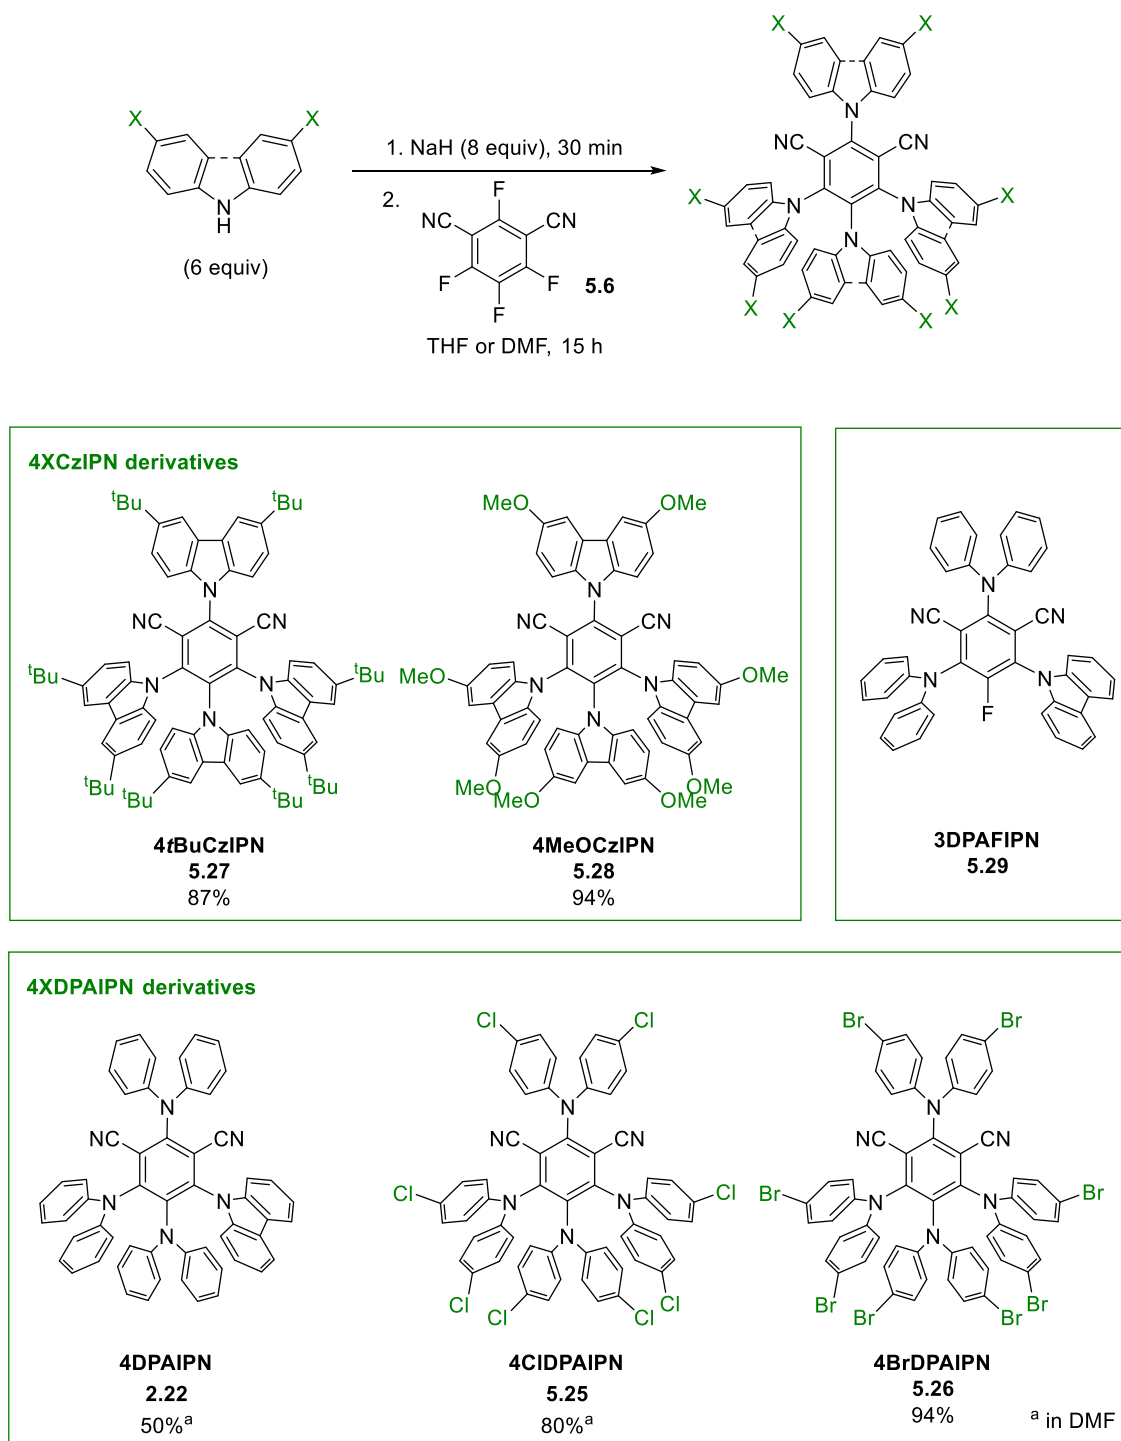 X X
X X
N
H
(6 equiv)
1. NaH (8 equiv), 30 min
2.
F
NC CN
F F
F
5.6
THF or DMF, 15 h
N
NC CN
X N N X
N
X X X X
4XCzIPN derivatives
tBu tBu
N
NC CN
tBu N N tBu
N
tBu tBu tBu tBu
4tBuCzIPN
5.27
87%
MeO OMe
N
NC CN
MeO N N OMe
N
MeO MeO OMe OMe
4MeOCzIPN
5.28
94%
N
NC CN
N N
F
3DPAFIPN
5.29
4XDPAIPN derivatives
N
NC CN
N N
N
4DPAIPN
2.22
50%a
Cl Cl
N
NC CN
Cl N N Cl
N
Cl Cl Cl Cl
4ClDPAIPN
5.25
80%a
Br Br
N
NC CN
Br N N Br
N
Br Br Br Br
4BrDPAIPN
5.26
94%
a in DMF